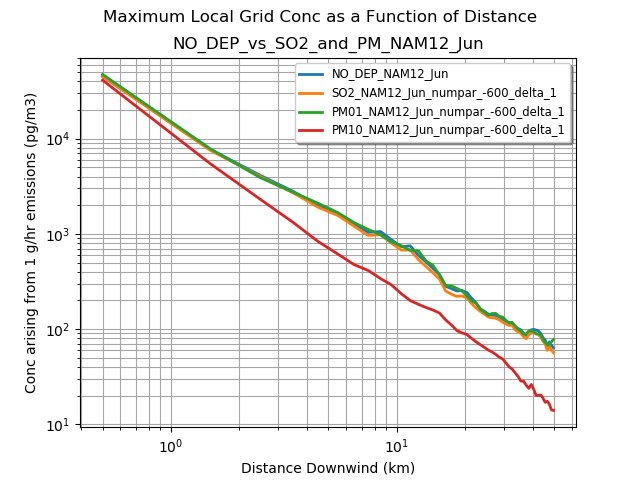 Maximum Local Grid Conc as a Function of Distance
NO_DEP_vs_SO2_and_PM_NAM12_Jun
NO_DEP_NAM12_Jun
SO2_NAM12_Jun_numpar_-600_delta_1
PM01_NAM12_Jun_numpar_-600_delta_1
PM10_NAM12_Jun_numpar_-600_delta_1
Conc arising from 1 g/hr emissions (pg/m3)
10⁴
10³
10²
10¹
10⁰ 10¹
Distance Downwind (km)